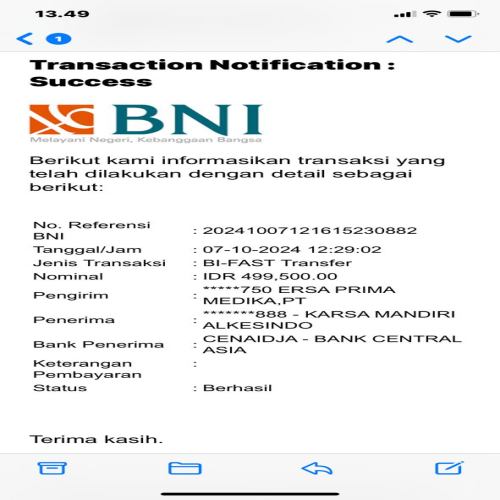 13.49
1
Transaction Notification :
Success
BNI
Melayani Negeri, Kebanggaan Bangsa
Berikut kami informasikan transaksi yang
telah dilakukan dengan detail sebagai
berikut:
No. Referensi BNI : 20241007121615230882
Tanggal/Jam : 07-10-2024 12:29:02
Jenis Transaksi : BI-FAST Transfer
Nominal : IDR 499,500.00
Pengirim : *****750 ERSA PRIMA
MEDIKA,PT
Penerima : *******888 - KARSA MANDIRI
ALKESINDO
Bank Penerima : CENAIDJA - BANK CENTRAL
ASIA
Keterangan
Pembayaran :
Status : Berhasil
Terima kasih.